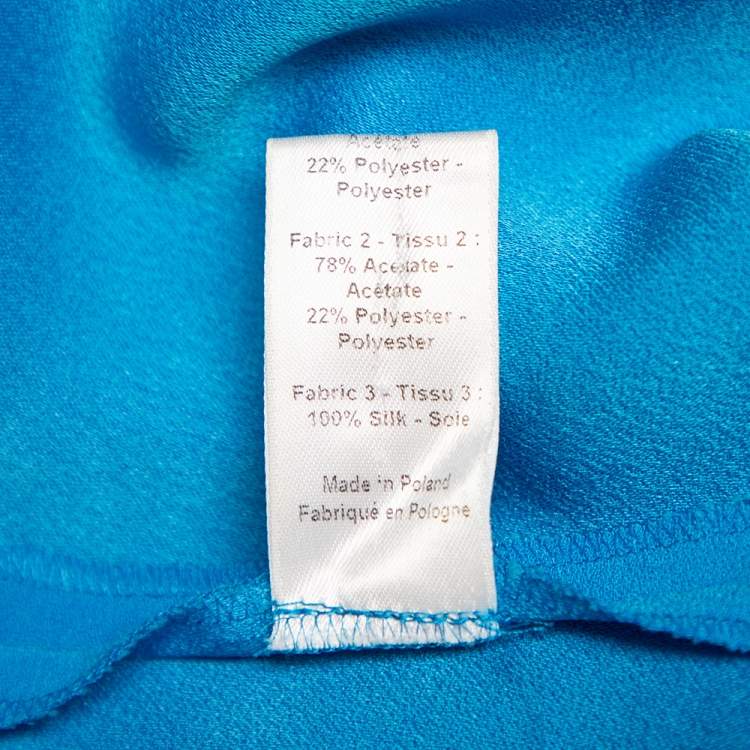 Acétate
22% Polyester -
Polyester
Fabric 2 - Tissu 2 :
78% Acetate -
Acètate
22% Polyester -
Polyester
Fabric 3 - Tissu 3 :
100% Silk - Soie
Made in Poland
Fabriqué en Pologne